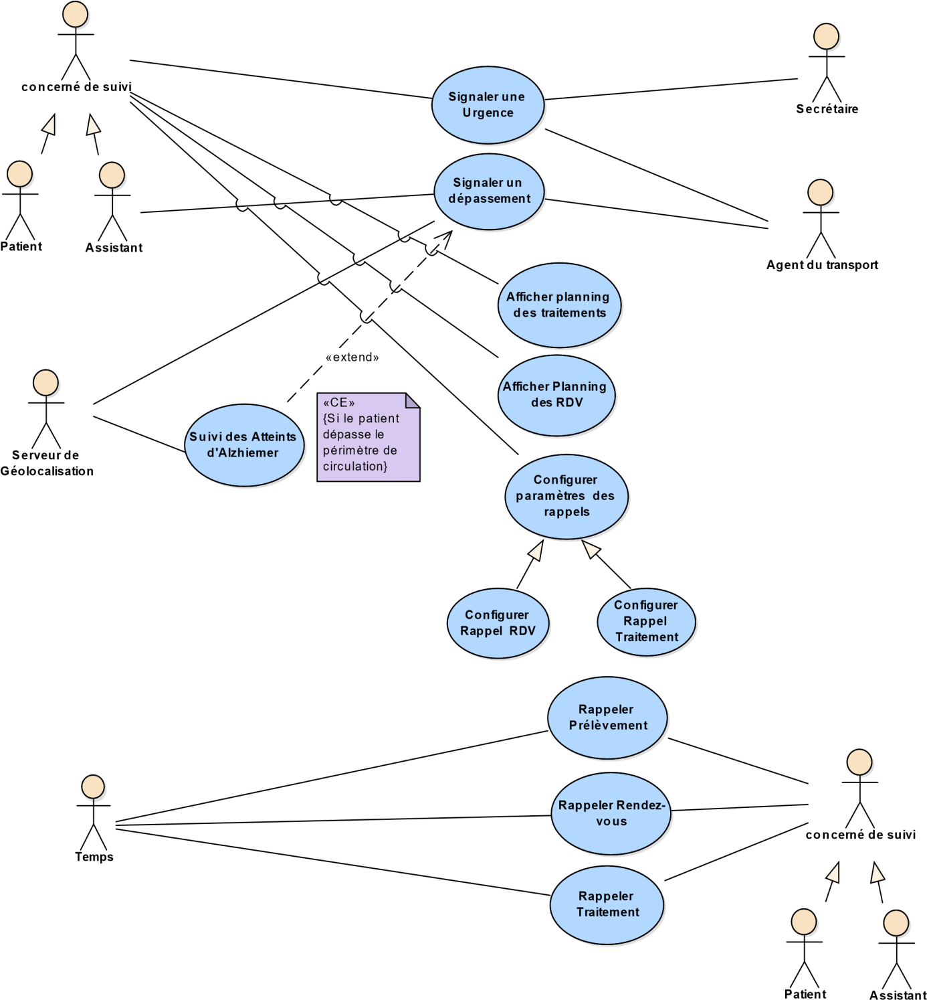 concerné de suivi
Signaler une
Urgence
Secrétaire
Signaler un
dépassement
Patient
Assistant
Agent du transport
Afficher planning
des traitements
«extend»
Afficher Planning
des RDV
«CE»
{Si le patient
dépasse le
périmètre de
circulation}
Suivi des Atteints
d'Alzhiemer
Serveur de
Géolocalisation
Configurer
paramètres des
rappels
Configurer
Rappel RDV
Configurer
Rappel
Traitement
Rappeler
Prélèvement
Rappeler Rendez-
vous
concerné de suivi
Temps
Rappeler
Traitement
Patient
Assistant